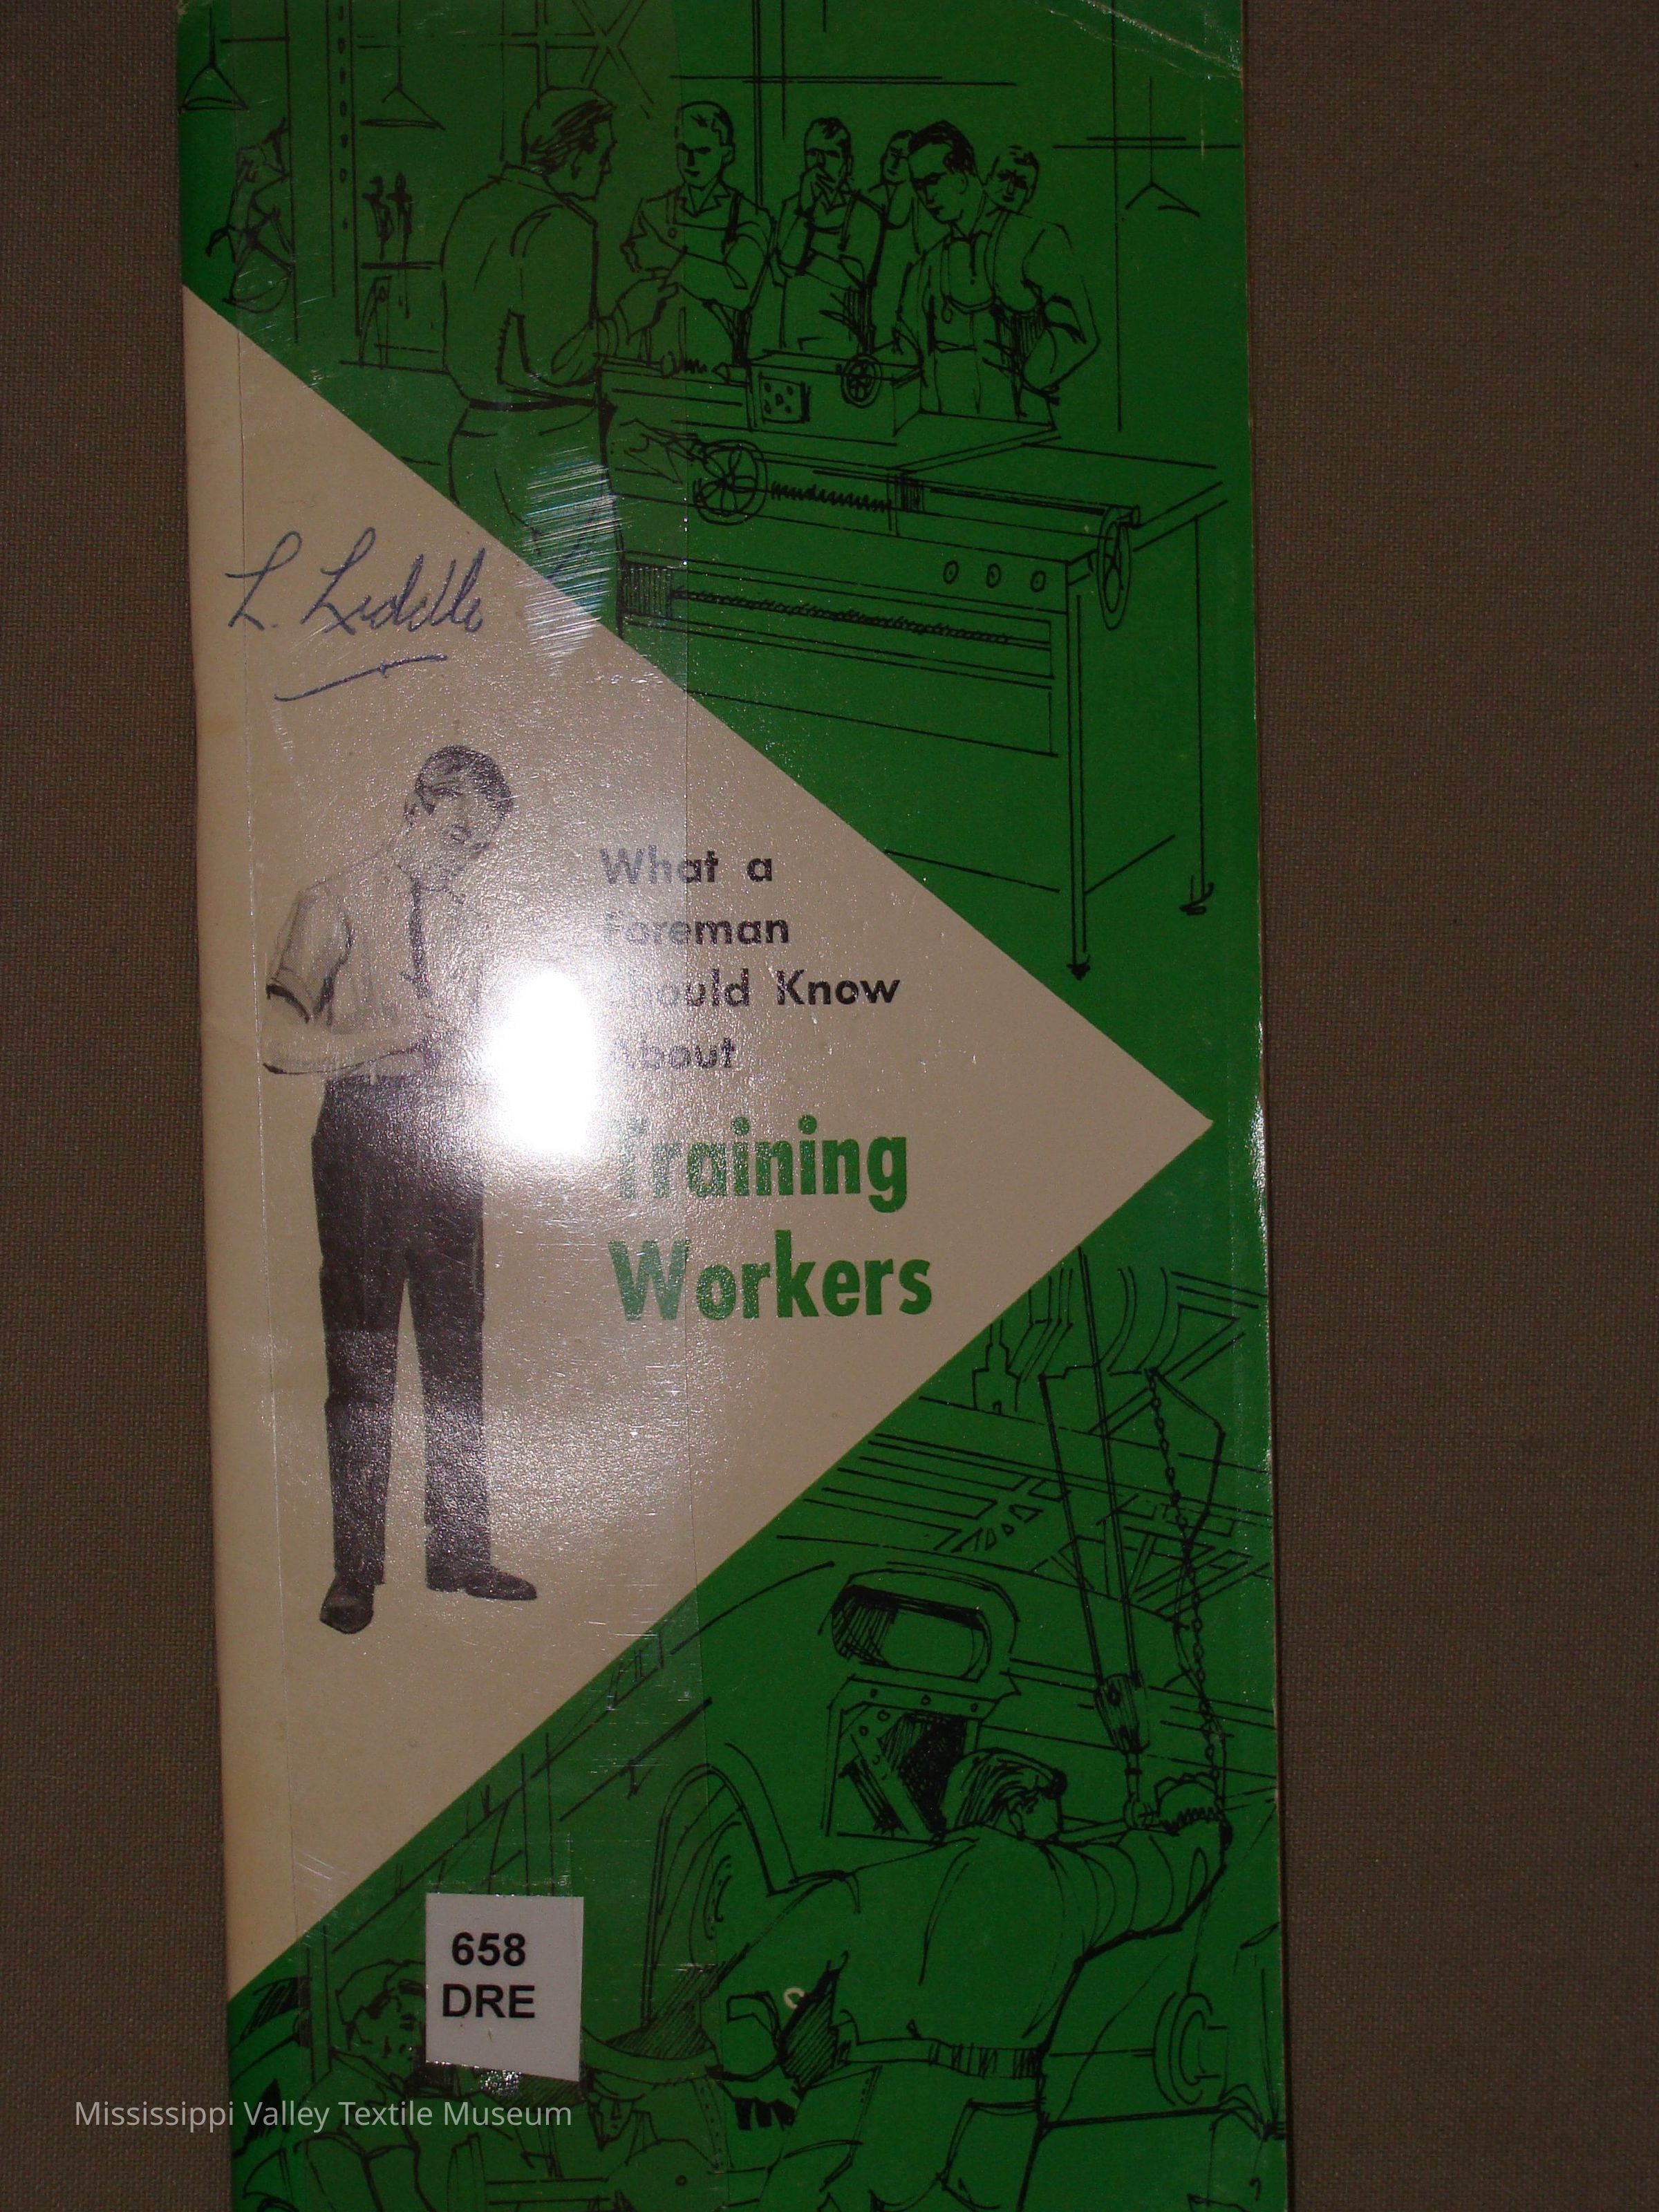 L. Liddle
What a
Foreman
Should Know
About
Training
Workers
658
DRE
Mississippi Valley Textile Museum